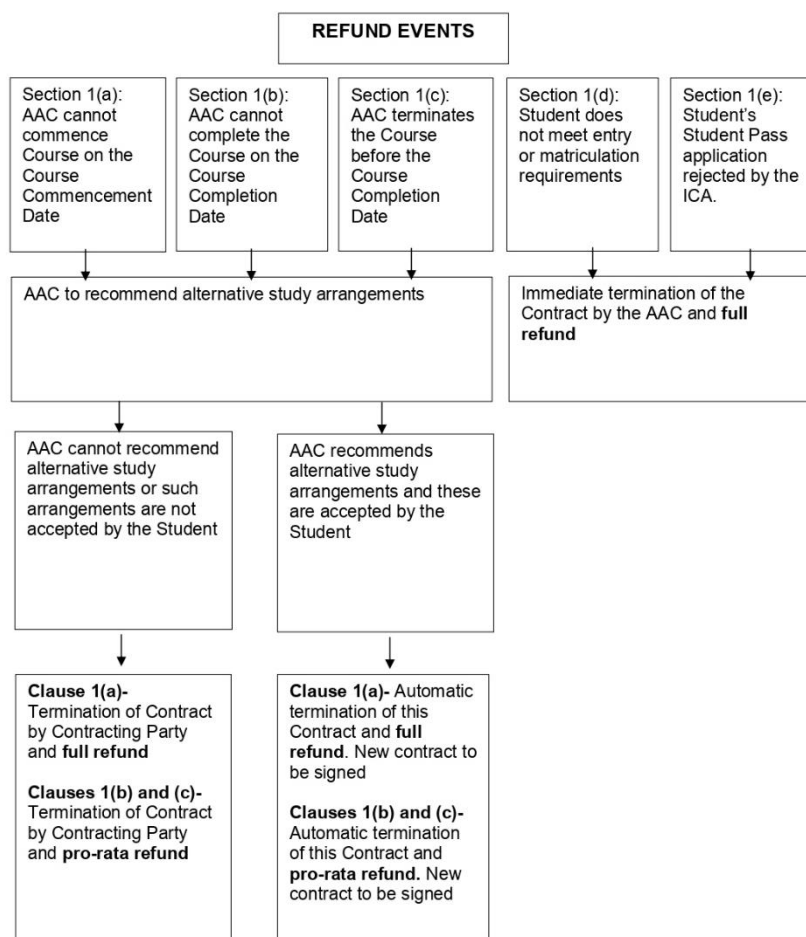 REFUND EVENTS
Section 1(a):
AAC cannot
commence
Course on the
Course
Commencement
Date
Section 1(b):
AAC cannot
complete the
Course on the
Course
Completion
Date
Section 1(c):
AAC terminates
the Course
before the
Course
Completion
Date
Section 1(d):
Student does
not meet entry
or matriculation
requirements
Section 1(e):
Student’s
Student Pass
application
rejected by the
ICA.
AAC to recommend alternative study arrangements
Immediate termination of the
Contract by the AAC and full
refund
AAC cannot recommend
alternative study
arrangements or such
arrangements are not
accepted by the Student
AAC recommends
alternative study
arrangements and these
are accepted by the
Student
Clause 1(a)-
Termination of Contract
by Contracting Party
and full refund
Clauses 1(b) and (c)-
Termination of Contract
by Contracting Party
and pro-rata refund
Clause 1(a)- Automatic
termination of this
Contract and full
refund. New contract to
be signed
Clauses 1(b) and (c)-
Automatic termination
of this Contract and
pro-rata refund. New
contract to be signed